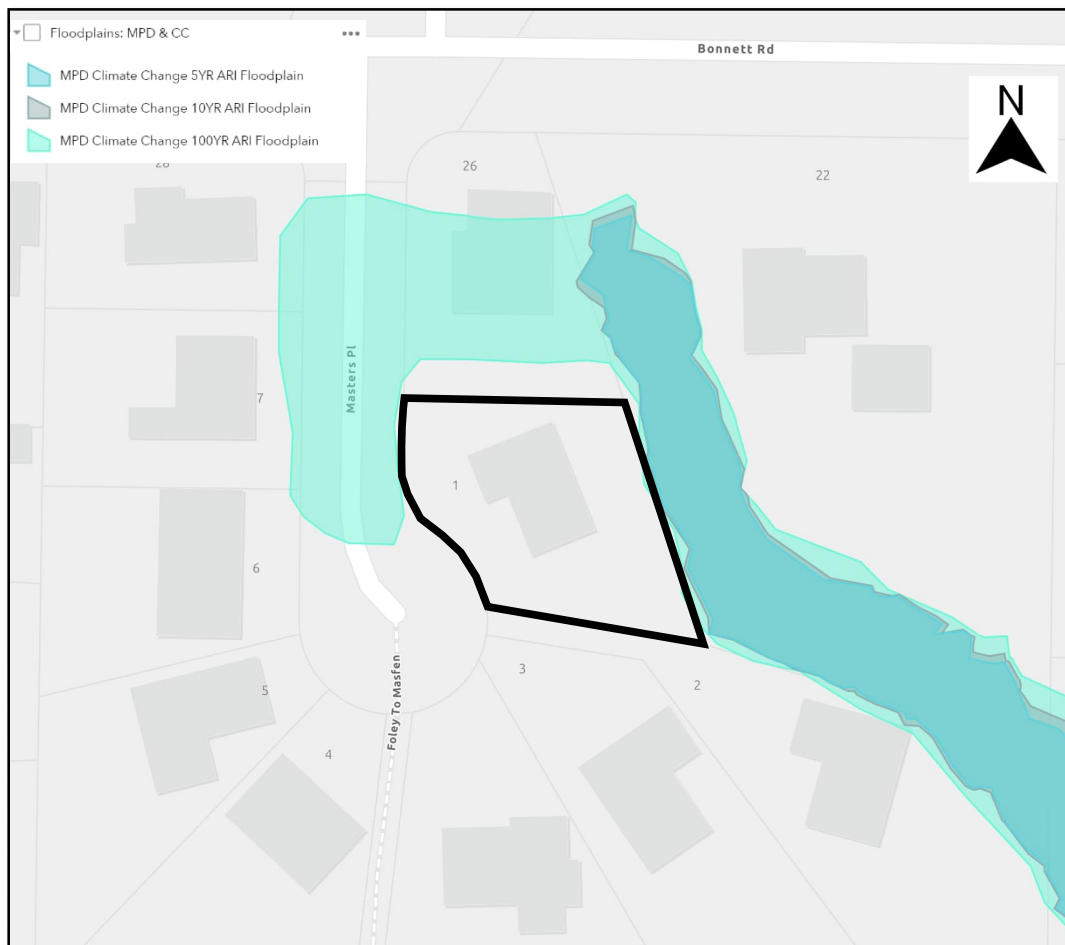 Floodplains: MPD & CC
•••
MPD Climate Change 5YR ARI Floodplain
MPD Climate Change 10YR ARI Floodplain
MPD Climate Change 100YR ARI Floodplain
Bonnett Rd
N
28
26
22
Masters Pl
7
1
6
Foley To Masfen
3
2
5
4